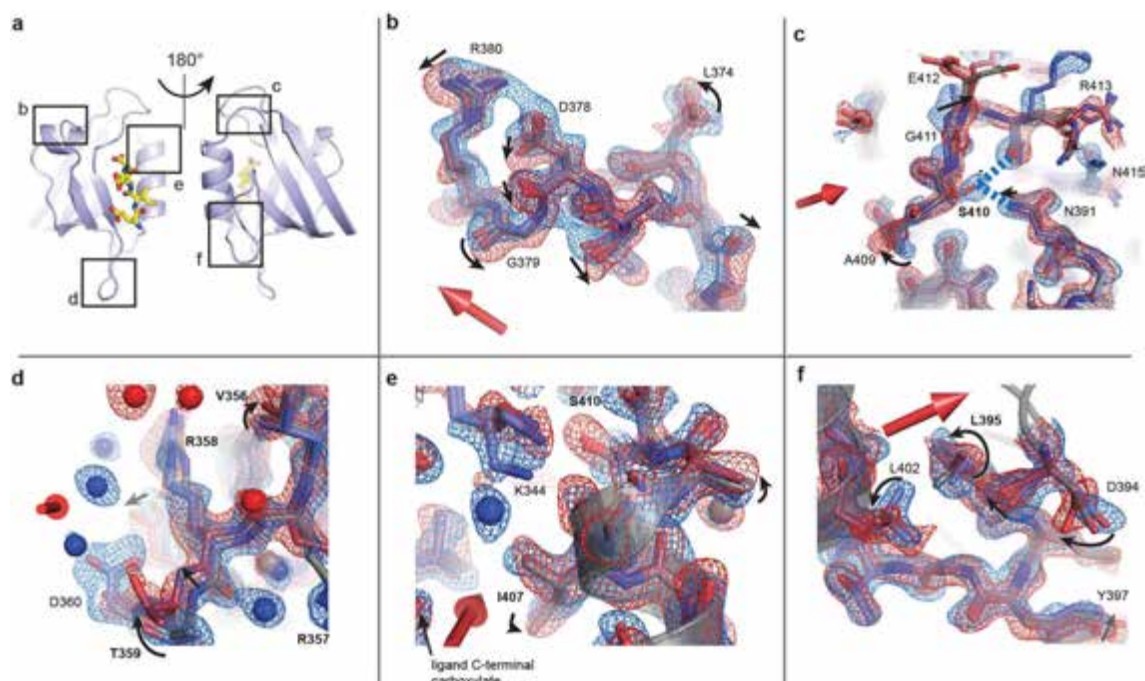 a
180°
b
c
e
f
d
b
R380
D378
L374
G379
c
E412
R413
G411
N415
S410
N391
A409
d
V356
R358
D360
T359
R357
e
S410
K344
I407
ligand C-terminal
carboxylate
f
L395
L402
D394
Y397